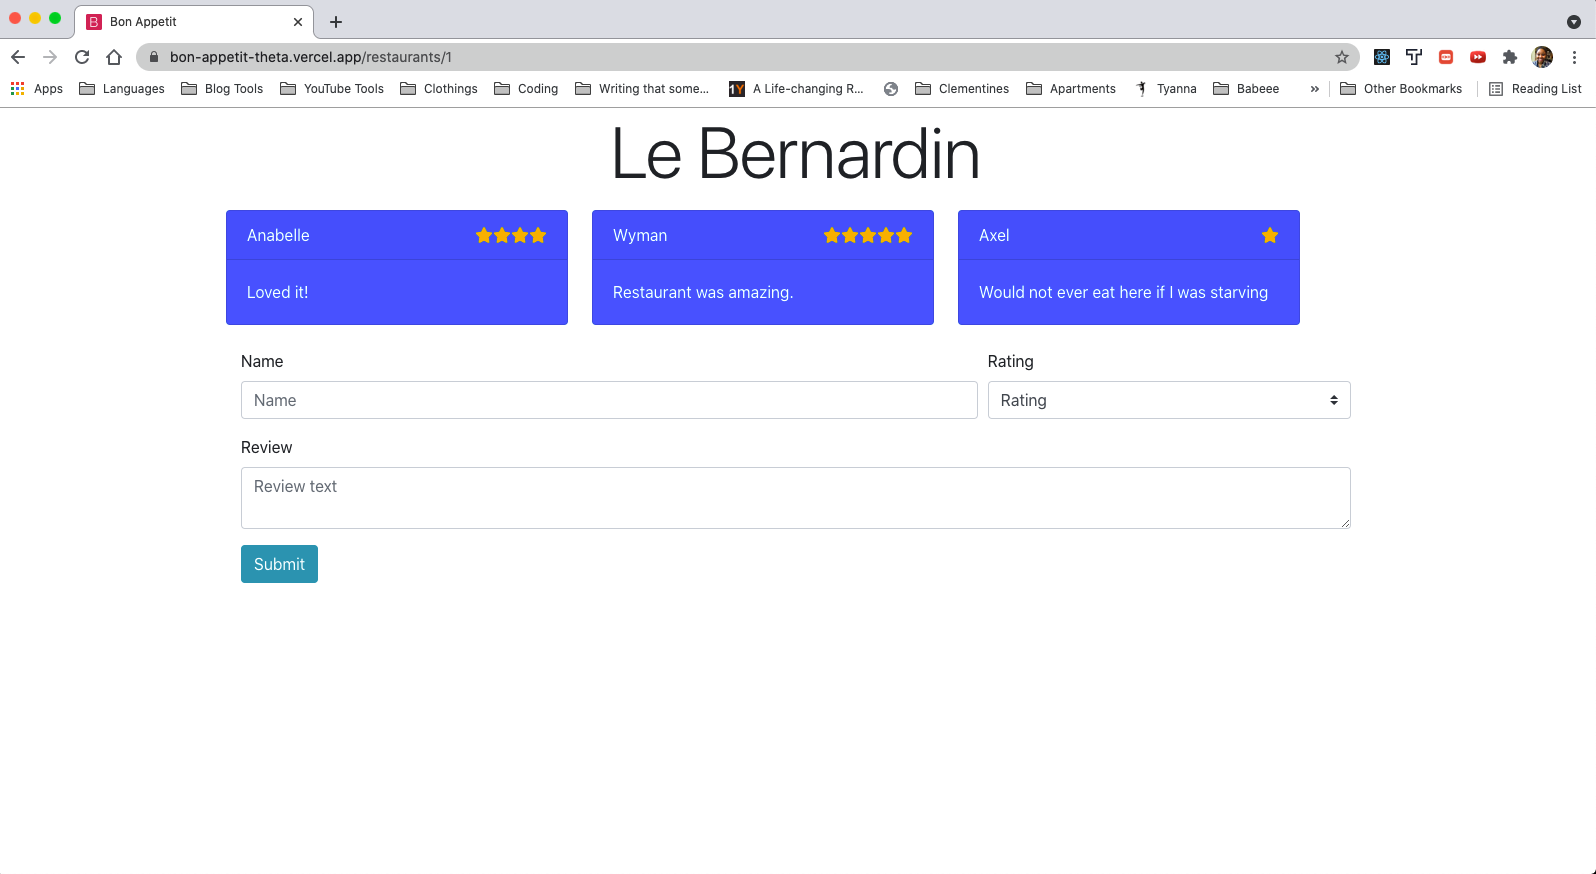 Bon Appetit
bon-appetit-theta.vercel.app/restaurants/1
Apps Languages Blog Tools YouTube Tools Clothings Coding Writing that some... 1Y A Life-changing R... Clementines Apartments Tyanna Babeee » Other Bookmarks Reading List
Le Bernardin
Anabelle
Loved it!
Wyman
Restaurant was amazing.
Axel
Would not ever eat here if I was starving
Name Rating
Name Rating
Review
Review text
Submit